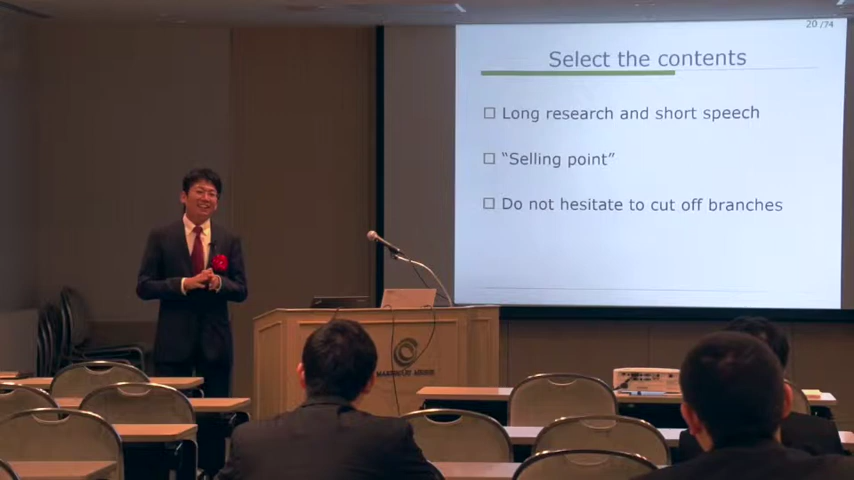 20 /74
Select the contents
Long research and short speech
“Selling point”
Do not hesitate to cut off branches